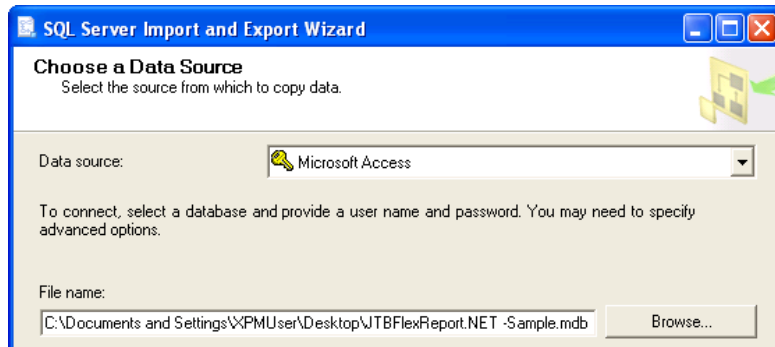 SQL Server Import and Export Wizard
Choose a Data Source
Select the source from which to copy data.
Data source:
Microsoft Access
To connect, select a database and provide a user name and password. You may need to specify
advanced options.
File name:
C:\Documents and Settings\XPMUser\Desktop\JTBFlexReport.NET -Sample.mdb
Browse...